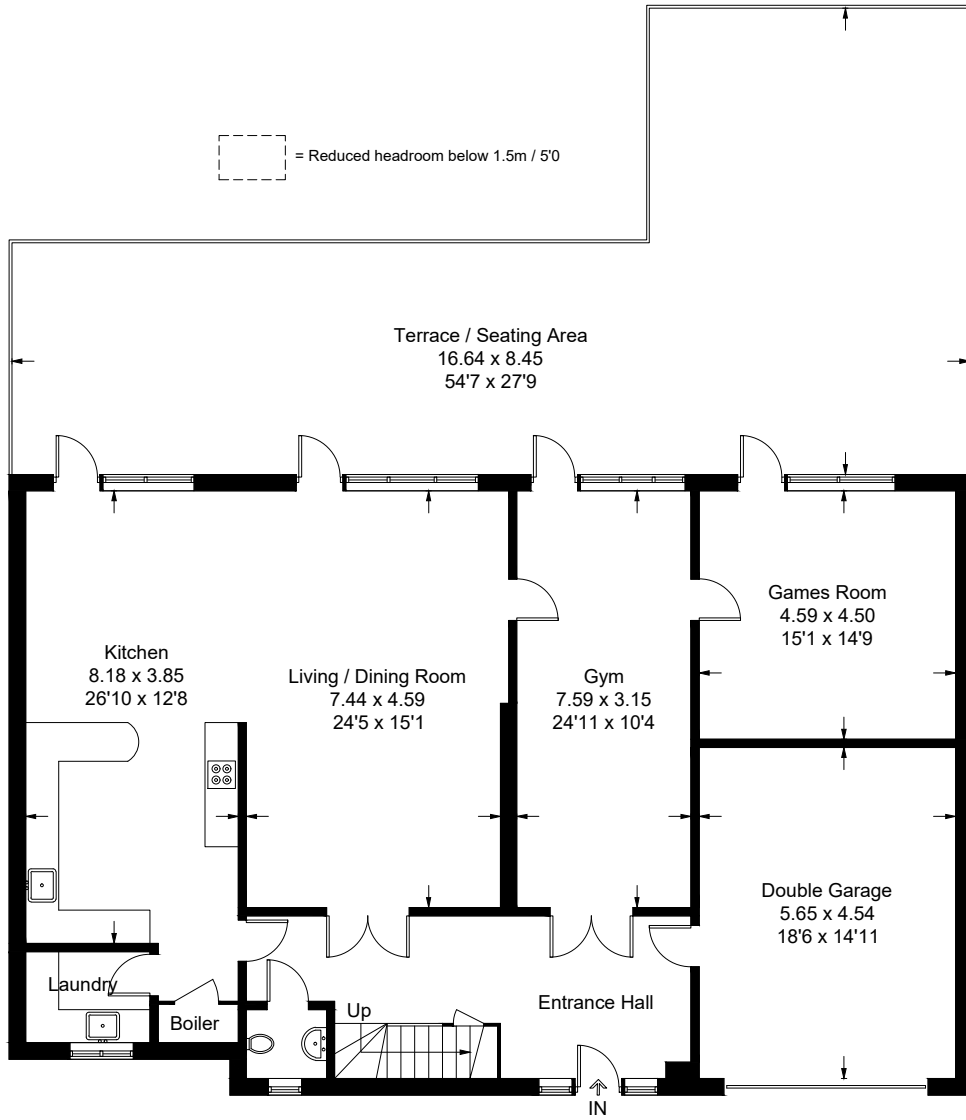 = Reduced headroom below 1.5m / 5'0
Terrace / Seating Area
16.64 x 8.45
54'7 x 27'9
Games Room
4.59 x 4.50
15'1 x 14'9
Kitchen
8.18 x 3.85
26'10 x 12'8
Living / Dining Room
7.44 x 4.59
24'5 x 15'1
Gym
7.59 x 3.15
24'11 x 10'4
Double Garage
5.65 x 4.54
18'6 x 14'11
Laundry
Boiler
Up
Entrance Hall
IN